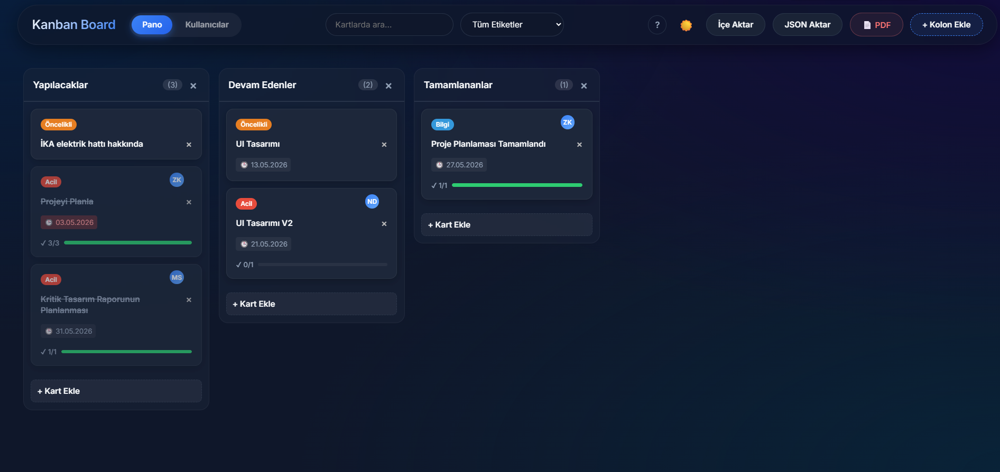 Kanban Board
Pano
Kullanıcılar
Kartlarda ara...
Tüm Etiketler
?
İçe Aktar
JSON Aktar
PDF
+ Kolon Ekle
Yapılacaklar
(3)
×
Öncelikli
İKA elektrik hattı hakkında
×
Acil
ZK
Projeyi Planla
×
03.05.2026
✓ 3/3
Acil
MS
Kritik Tasarım Raporunun
Planlanması
×
31.05.2026
✓ 1/1
+ Kart Ekle
Devam Edenler
(2)
×
Öncelikli
UI Tasarımı
×
13.05.2026
Acil
ND
UI Tasarımı V2
×
21.05.2026
✓ 0/1
+ Kart Ekle
Tamamlananlar
(1)
×
Bilgi
ZK
Proje Planlaması Tamamlandı
×
27.05.2026
✓ 1/1
+ Kart Ekle